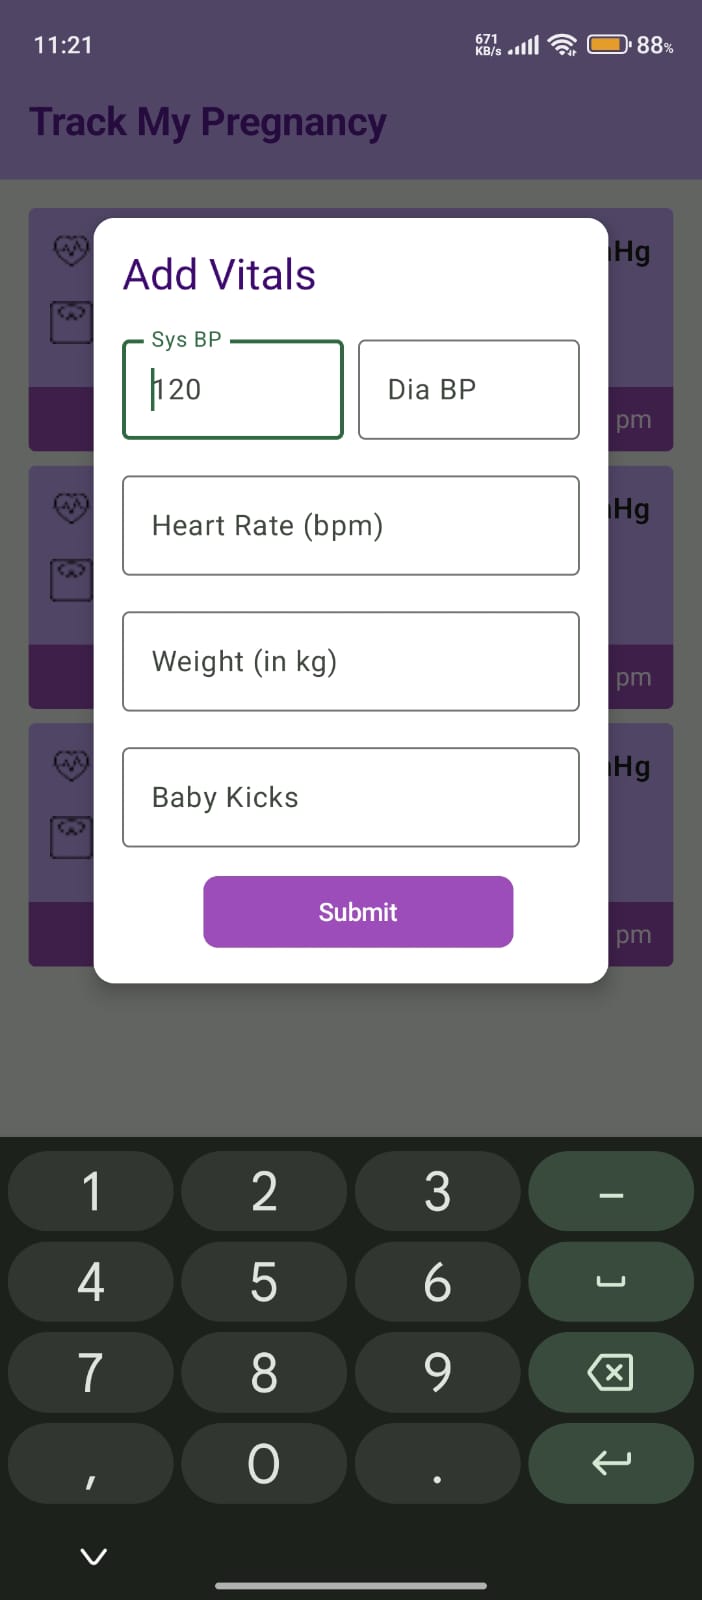 11:21
671
KB/s
88%
Track My Pregnancy
Hg
Add Vitals
Sys BP
120
Dia BP
pm
Heart Rate (bpm)
Hg
Weight (in kg)
pm
Hg
Baby Kicks
Submit
pm
1 2 3 –
4 5 6
7 8 9
, 0 .